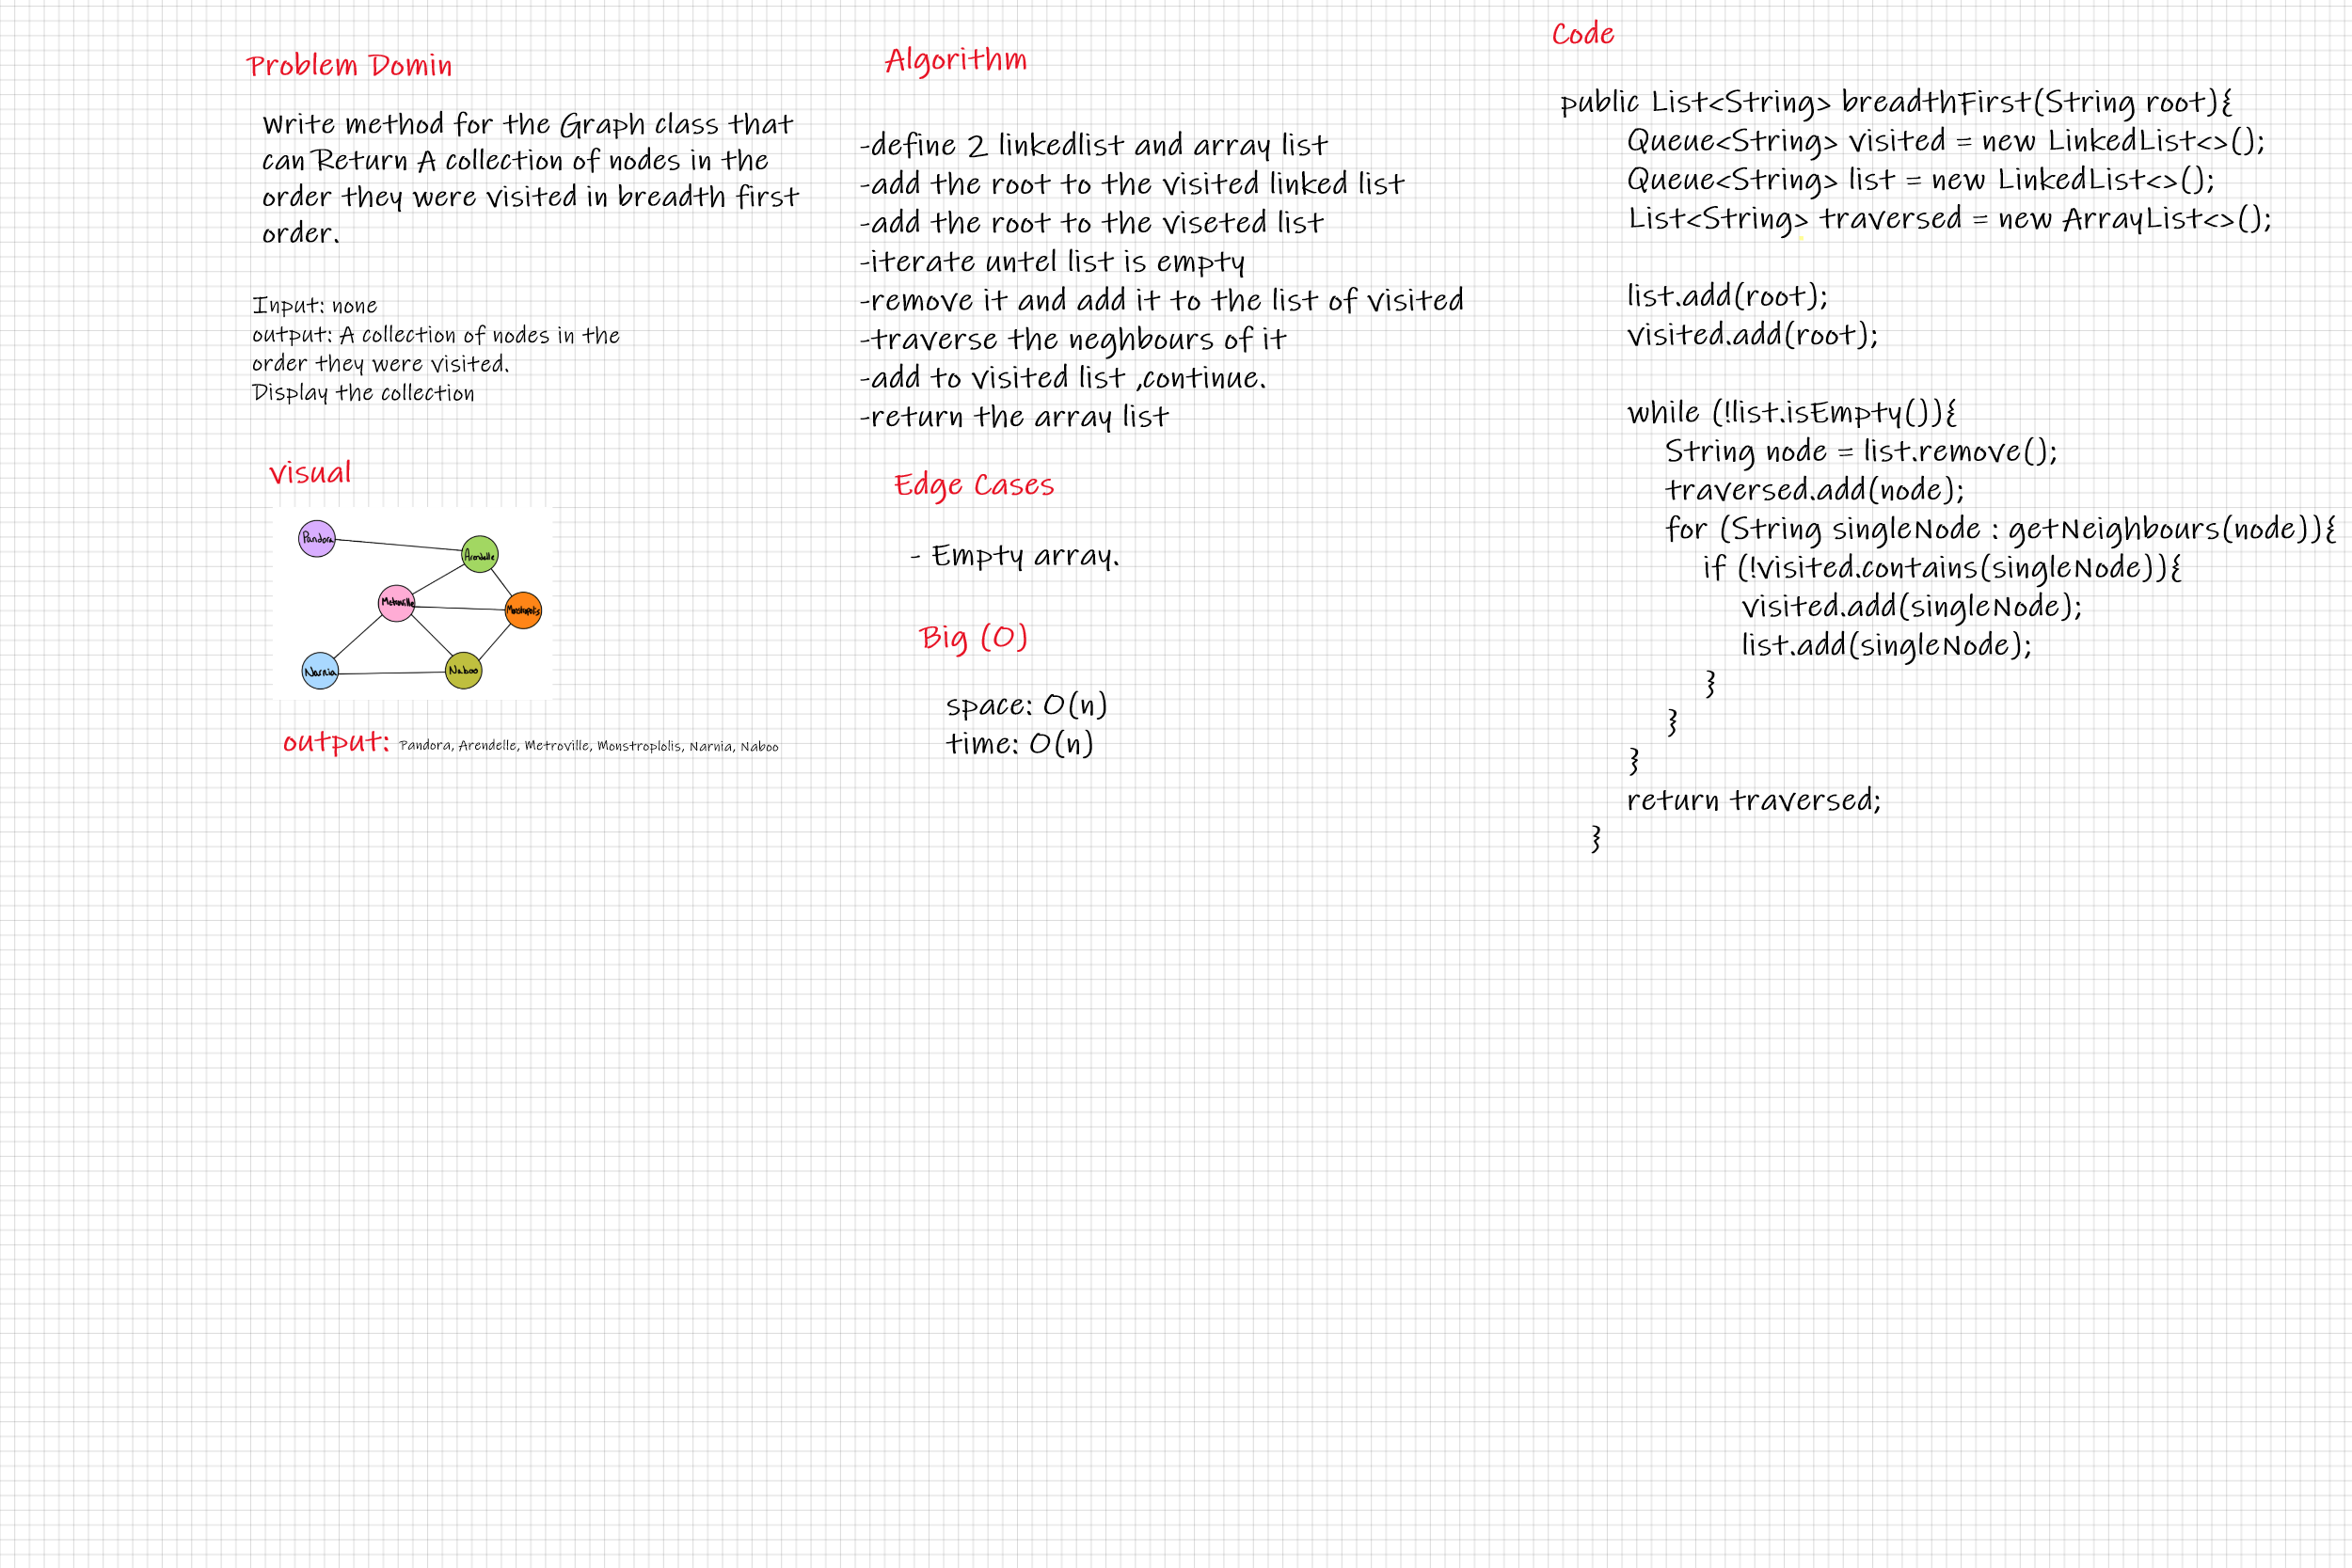 Problem Domin
Write method for the Graph class that
can Return A collection of nodes in the
order they were visited in breadth first
order.
Input: none
output: A collection of nodes in the
order they were visited.
Display the collection
visual
Pandora
Arendelle
Metroville
Monstropolis
Narnia
Naboo
output: Pandora, Arendelle, Metroville, Monstroplolis, Narnia, Naboo
Algorithm
-define 2 linkedlist and array list
-add the root to the visited linked list
-add the root to the viseted list
-iterate untel list is empty
-remove it and add it to the list of visited
-traverse the neghbours of it
-add to visited list ,continue.
-return the array list
Edge Cases
- Empty array.
Big (O)
space: O(n)
time: O(n)
Code
public List<String> breadthFirst(String root){
Queue<String> visited = new LinkedList<>();
Queue<String> list = new LinkedList<>();
List<String> traversed = new ArrayList<>();
list.add(root);
visited.add(root);
while (!list.isEmpty()){
String node = list.remove();
traversed.add(node);
for (String singleNode : getNeighbours(node)){
if (!visited.contains(singleNode)){
visited.add(singleNode);
list.add(singleNode);
}
}
}
return traversed;
}